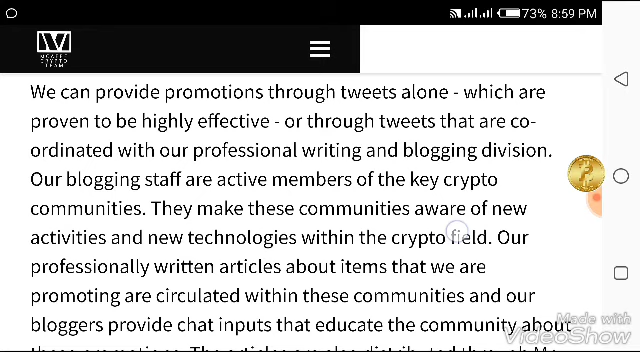 73% 8:59 PM
MCAFEE
CRYPTO
TEAM
We can provide promotions through tweets alone - which are
proven to be highly effective - or through tweets that are co-
ordinated with our professional writing and blogging division.
Our blogging staff are active members of the key crypto
communities. They make these communities aware of new
activities and new technologies within the crypto field. Our
professionally written articles about items that we are
promoting are circulated within these communities and our
bloggers provide chat inputs that educate the community about
Made with
VideoShow